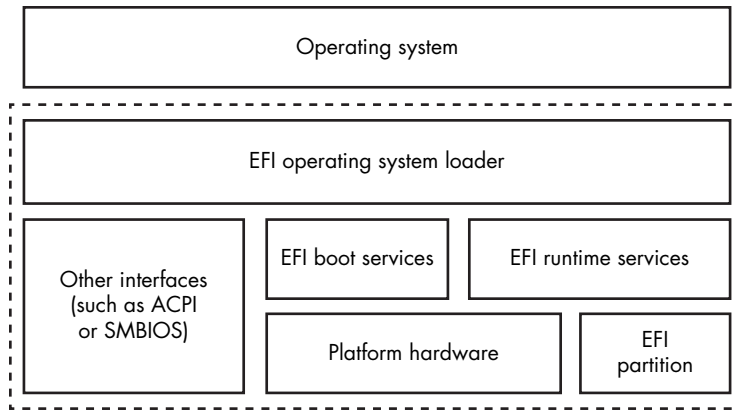 Operating system
EFI operating system loader
Other interfaces
(such as ACPI
or SMBIOS)
EFI boot services
EFI runtime services
Platform hardware
EFI
partition